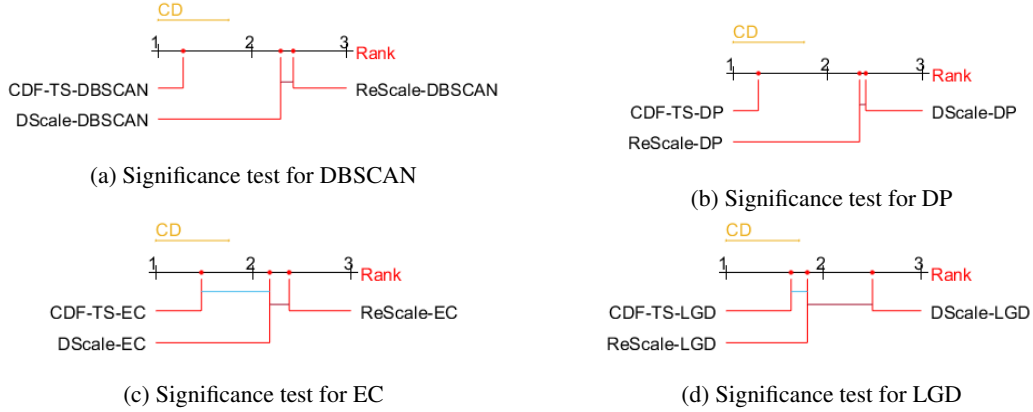 CD
1 2 3
Rank
CDF-TS-DBSCAN
ReScale-DBSCAN
DScale-DBSCAN
(a) Significance test for DBSCAN
CD
1 2 3
Rank
CDF-TS-DP
DScale-DP
ReScale-DP
(b) Significance test for DP
CD
1 2 3
Rank
CDF-TS-EC
ReScale-EC
DScale-EC
(c) Significance test for EC
CD
1 2 3
Rank
CDF-TS-LGD
DScale-LGD
ReScale-LGD
(d) Significance test for LGD